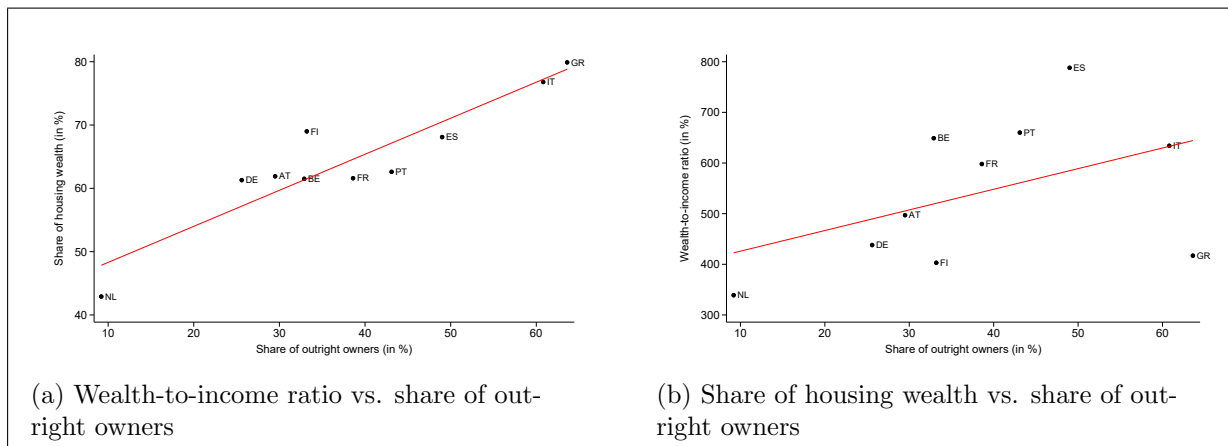 80
70
60
50
40
Share of housing wealth (in %)
GR
IT
FI
ES
DE
AT
BE
FR
PT
NL
10
20
30
40
50
60
Share of outright owners (in %)
(a) Wealth-to-income ratio vs. share of out-
right owners
800
700
600
500
400
300
Wealth-to-income ratio (in %)
ES
BE
PT
IT
FR
AT
DE
FI
GR
NL
10
20
30
40
50
60
Share of outright owners (in %)
(b) Share of housing wealth vs. share of out-
right owners